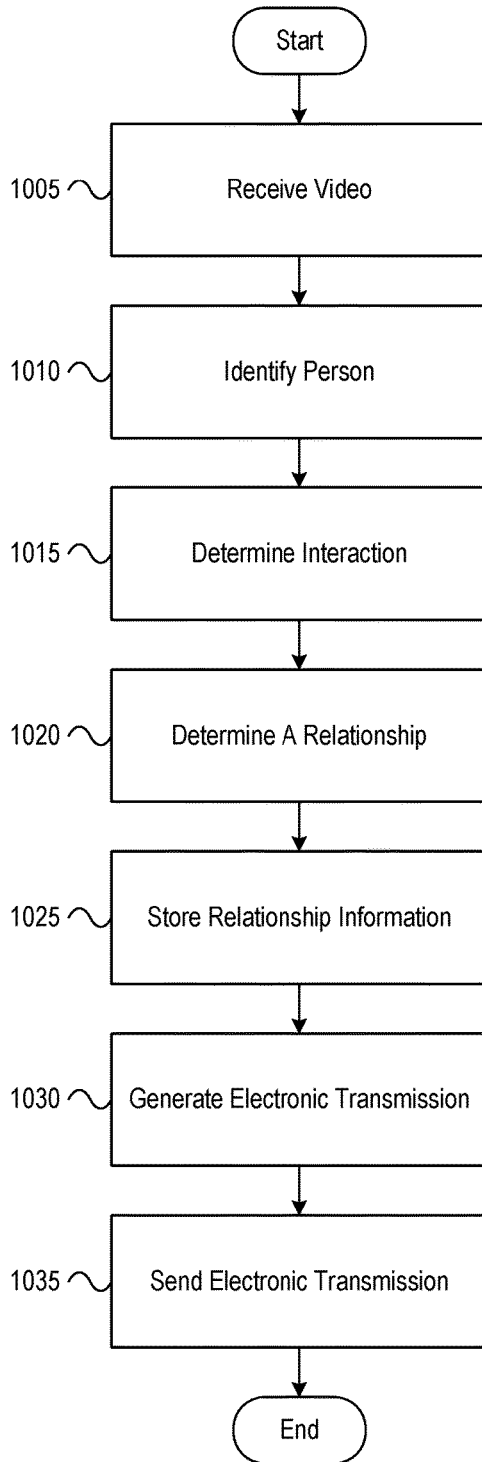 Start
1005 Receive Video
1010 Identify Person
1015 Determine Interaction
1020 Determine A Relationship
1025 Store Relationship Information
1030 Generate Electronic Transmission
1035 Send Electronic Transmission
End